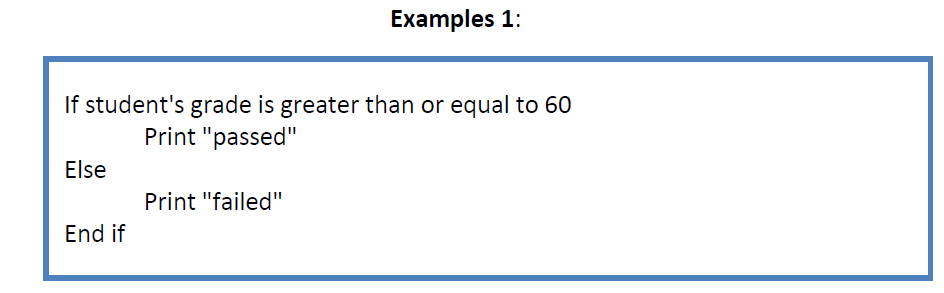 Examples 1:
If student's grade is greater than or equal to 60
Print "passed"
Else
Print "failed"
End if